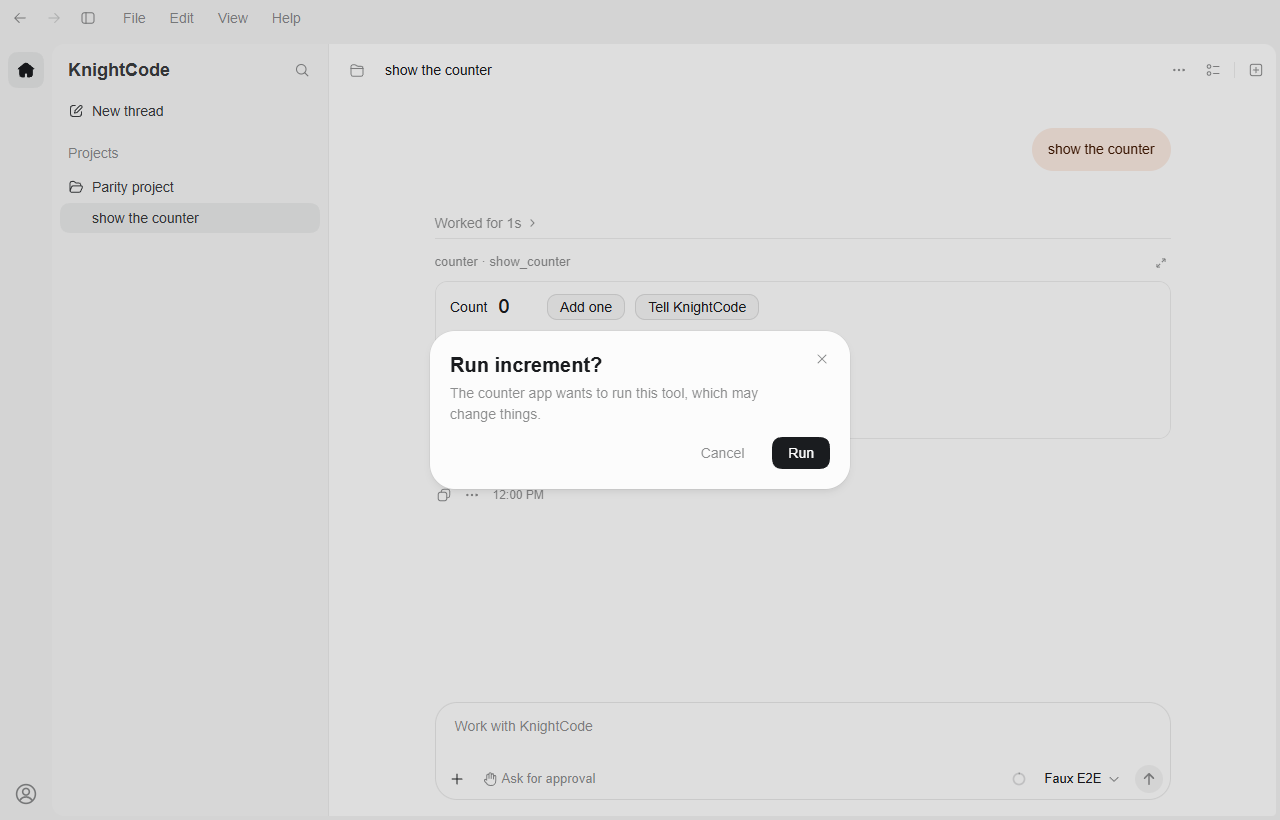 File Edit View Help
KnightCode
New thread
Projects
Parity project
show the counter
show the counter
show the counter
Worked for 1s
counter · show_counter
Count 0 Add one Tell KnightCode
Run increment?
The counter app wants to run this tool, which may
change things.
Cancel Run
12:00 PM
Work with KnightCode
Ask for approval Faux E2E